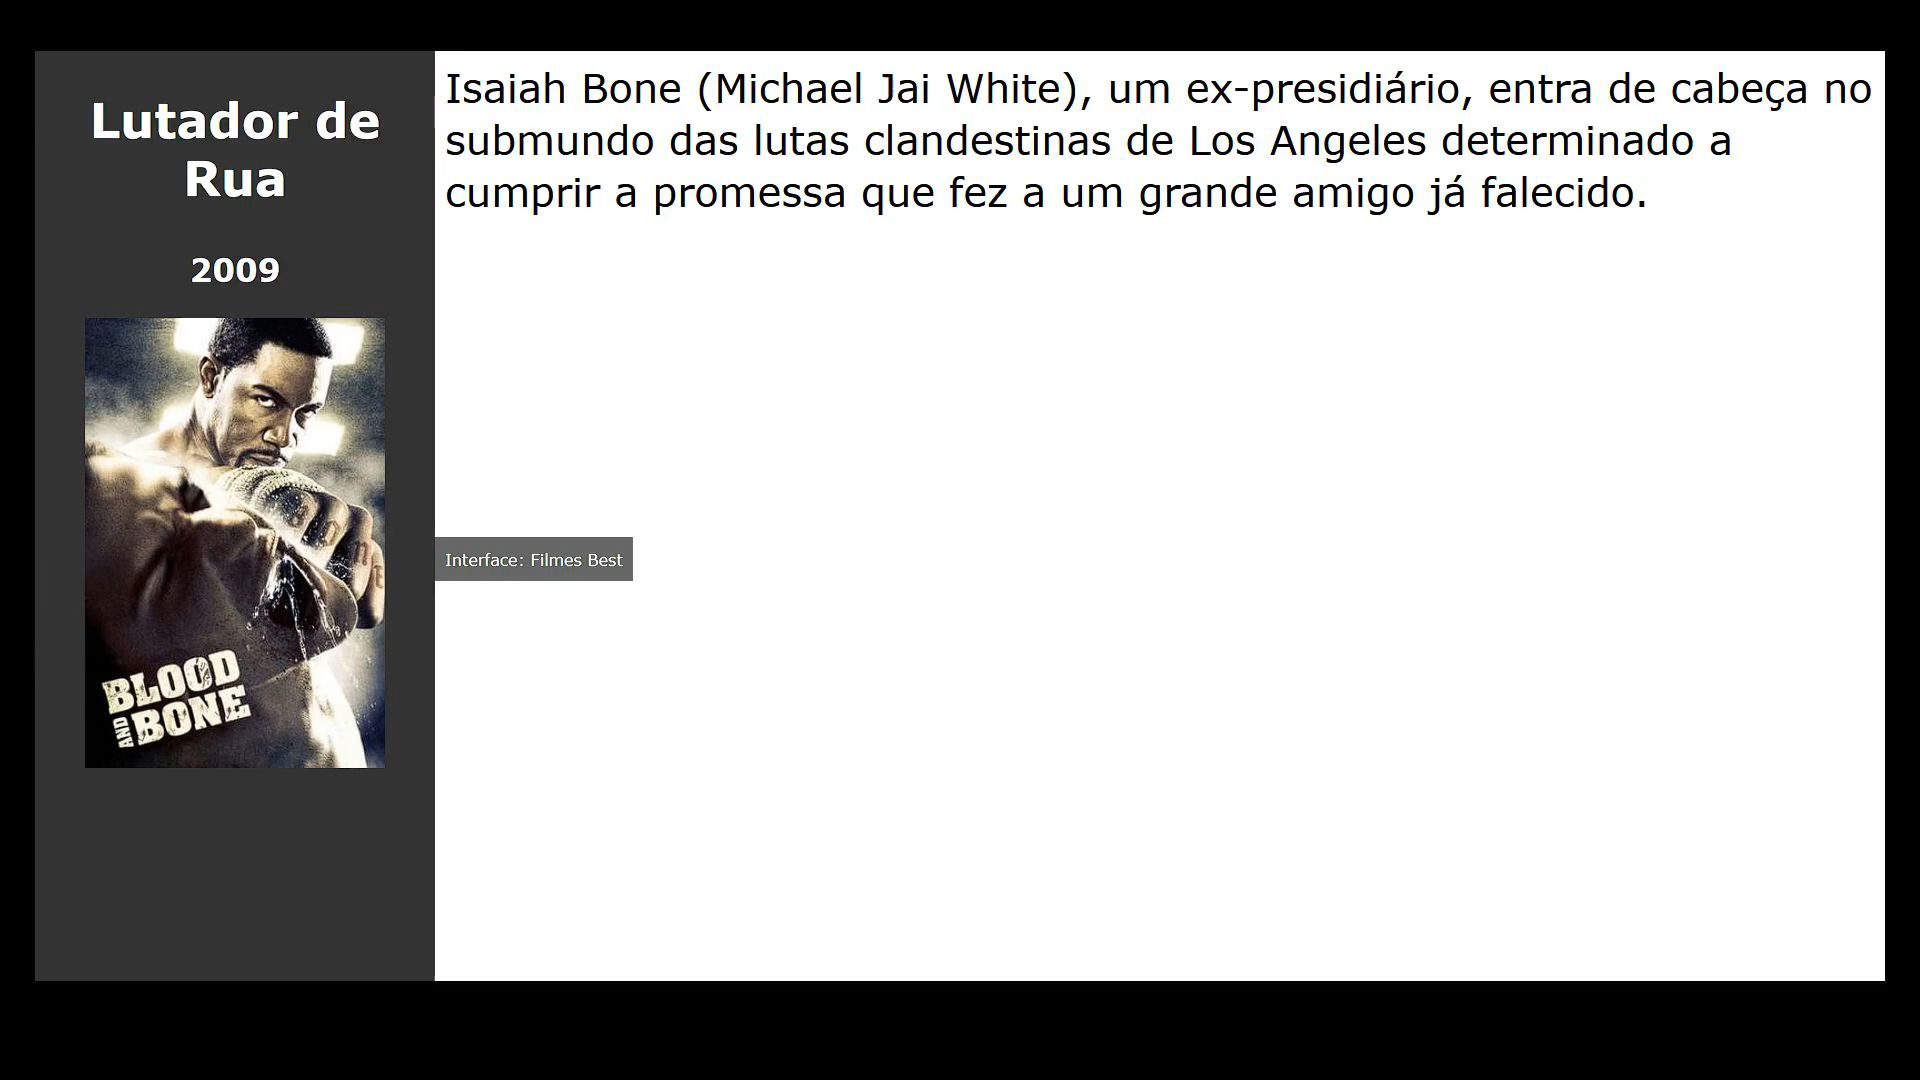 Lutador de
Rua
2009
BLOOD
AND BONE
Isaiah Bone (Michael Jai White), um ex-presidiário, entra de cabeça no
submundo das lutas clandestinas de Los Angeles determinado a
cumprir a promessa que fez a um grande amigo já falecido.
Interface: Filmes Best